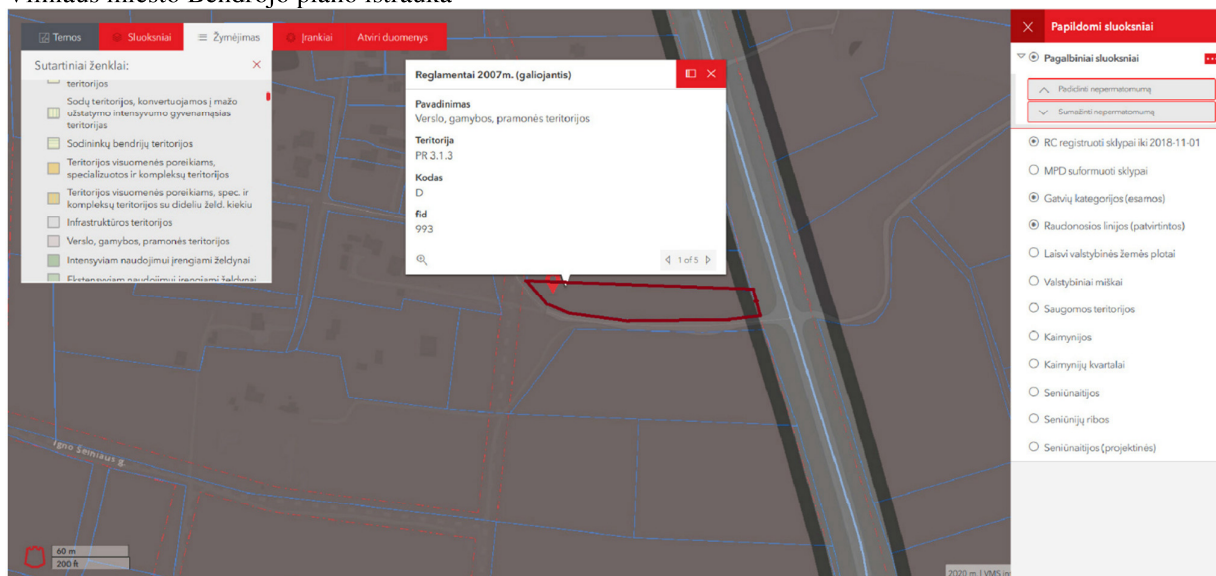 Vilniaus miesto Bendrojo plano ištrauka
Temos
Sluoksniai
Žymėjimas
Įrankiai
Atviri duomenys
Sutartiniai ženklai:
teritorijos
Sodų teritorijos, konvertuojamos į mažo
užstatymo intensyvumo gyvenamąsias
teritorijas
Sodininkų bendrijų teritorijos
Teritorijos visuomenės poreikiams,
specializuotos ir kompleksų teritorijos
Teritorijos visuomenės poreikiams, spec. ir
kompleksų teritorijos su dideliu želd. kiekiu
Infrastruktūros teritorijos
Verslo, gamybos, pramonės teritorijos
Intensyviam naudojimui įrengiami želdynai
Ekstensyviam naudojimui įrengiami želdynai
Reglamentai 2007m. (galiojantis)
Pavadinimas
Verslo, gamybos, pramonės teritorijos
Teritorija
PR 3.1.3
Kodas
D
fid
993
1 of 5
Igno Šeiniaus g.
60 m
200 ft
Papildomi sluoksniai
Pagalbiniai sluoksniai
Padidinti nepermatomumą
Sumažinti nepermatomumą
RC registruoti sklypai iki 2018-11-01
MPD suformuoti sklypai
Gatvių kategorijos (esamos)
Raudonosios linijos (patvirtintos)
Laisvi valstybinės žemės plotai
Valstybiniai miškai
Saugomos teritorijos
Kaimynijos
Kaimynijų kvartalai
Seniūnaitijos
Seniūnijų ribos
Seniūnaitijos (projektinės)
2020 m. | VMS in